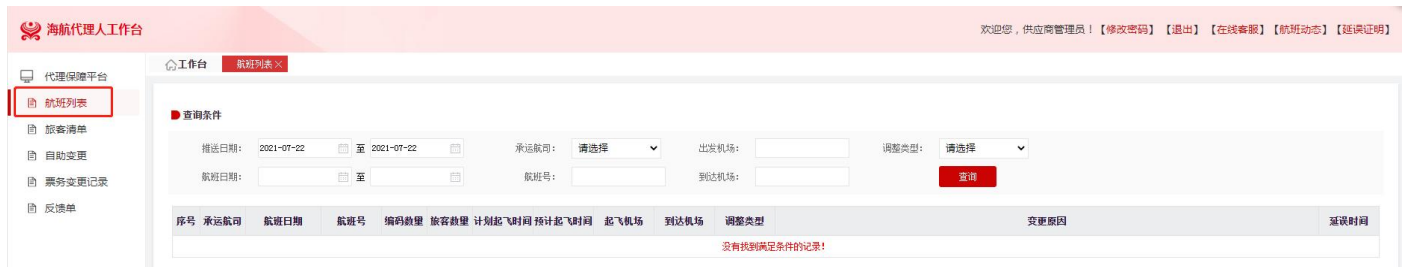 海航代理人工作台
欢迎您，供应商管理员！【修改密码】 【退出】 【在线客服】【航班动态】【延误证明】
代理保障平台
航班列表
旅客清单
自助变更
票务变更记录
反馈单
工作台 航班列表×
查询条件
推送日期： 2021-07-22 至 2021-07-22 承运航司： 请选择 出发机场： 调整类型： 请选择
航班日期： 至 航班号： 到达机场： 查询
序号 承运航司 航班日期 航班号 编码数量 旅客数量 计划起飞时间 预计起飞时间 起飞机场 到达机场 调整类型 变更原因 延误时间
没有找到满足条件的记录!